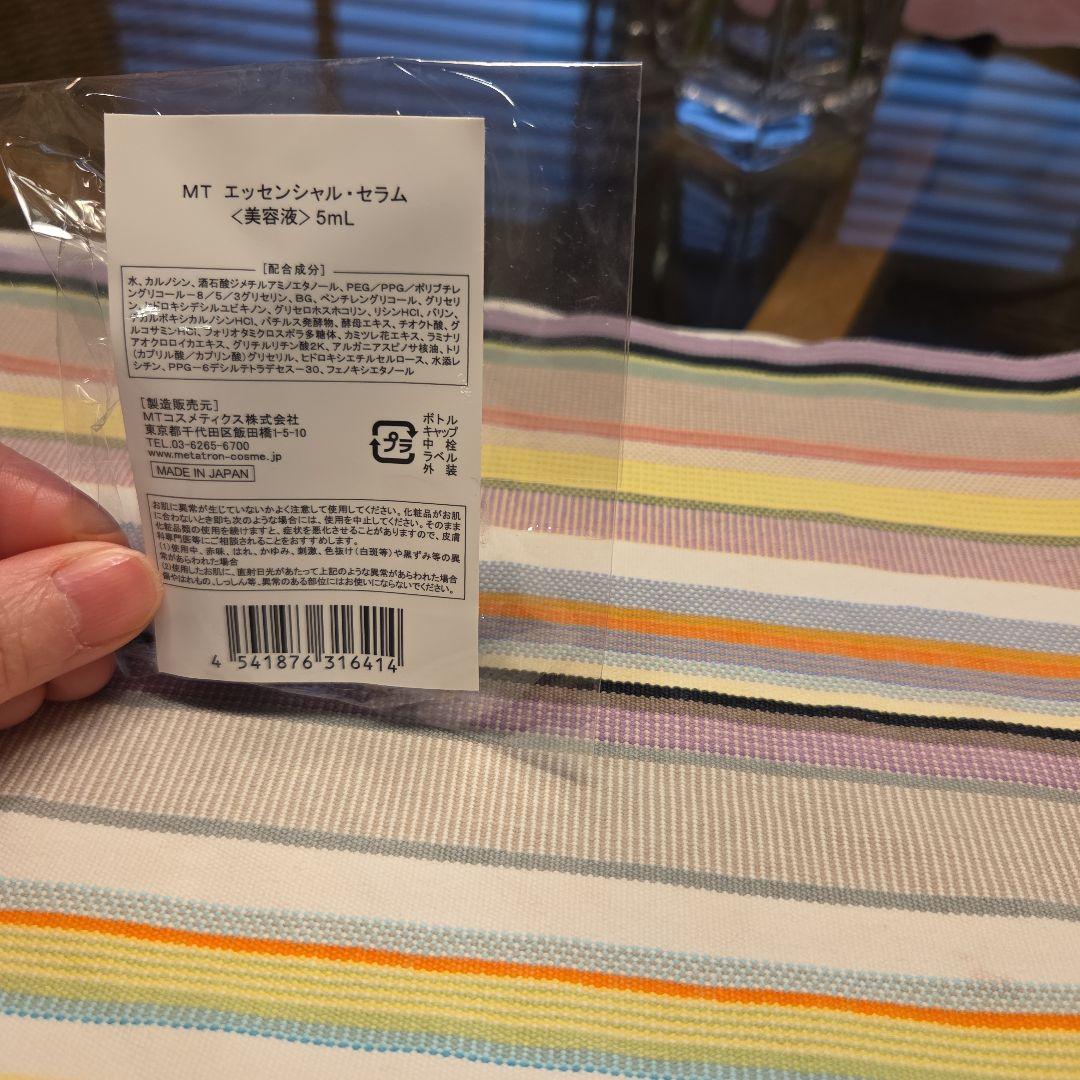 MT エッセンシャル・セラム
<美容液> 5mL
[配合成分]
水、カルノシン、酒石酸ジメチルアミノエタノール、PEG／PPG／ポリブチレ
ングリコール－8／5／3グリセリン、BG、ペンチレングリコール、グリセリ
ン、ヒドロキシデシルユビキノン、グリセロホスホコリン、リシンHCl、バリン、
デカルボキシカルノシンHCl、バチルス発酵物、酵母エキス、チオクト酸、グ
ルコサミンHCl、フォリオタミクロスポラ多糖体、カミツレ花エキス、ラミナリ
アオクロロイカエキス、グリチルリチン酸2K、アルガニアスピノサ核油、トリ
(カプリル酸／カプリン酸)グリセリル、ヒドロキシエチルセルロース、水添レ
シチン、PPG－6デシルテトラデセス－30、フェノキシエタノール
[製造販売元]
MTコスメティクス株式会社
東京都千代田区飯田橋1-5-10
TEL.03-6265-6700
www.metatron-cosme.jp
MADE IN JAPAN
プラ
ボトル
キャップ
中栓
ラベル
外装
お肌に異常が生じていないかよく注意して使用してください。化粧品がお肌
に合わないとき即ち次のような場合には、使用を中止してください。そのまま
化粧品類の使用を続けますと、症状を悪化させることがありますので、皮膚
科専門医等にご相談されることをおすすめします。
(1)使用中、赤味、はれ、かゆみ、刺激、色抜け(白斑等)や黒ずみ等の異
常があらわれた場合
(2)使用したお肌に、直射日光があたって上記のような異常があらわれた場合
傷やはれもの、しっしん等、異常のある部位にはお使いにならないでください。
4 541876 316414